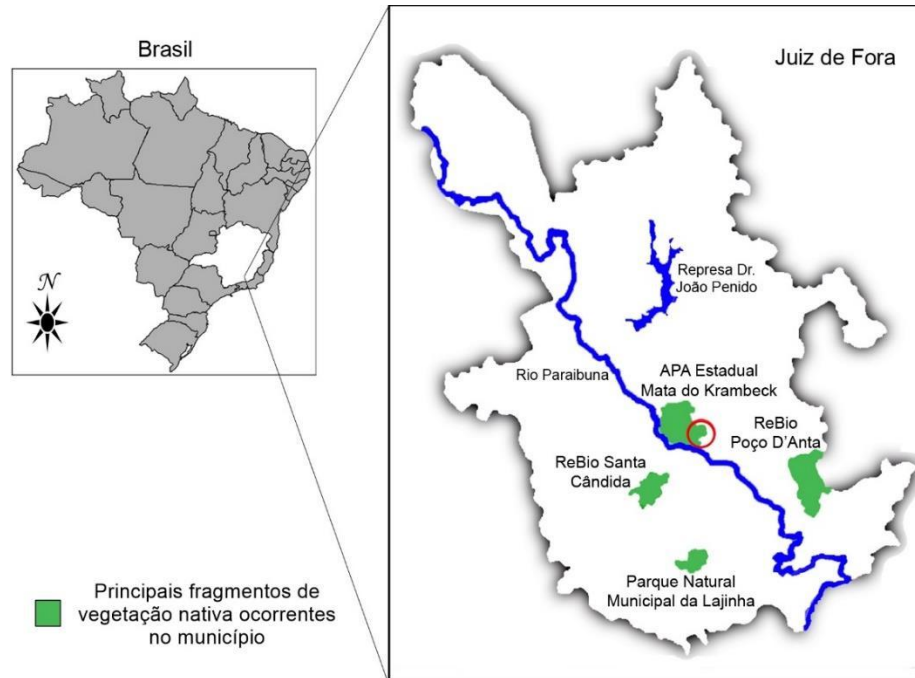 Brasil
N
Principais fragmentos de
vegetação nativa ocorrentes
no município
Juiz de Fora
Represa Dr.
João Penido
Rio Paraibuna
APA Estadual
Mata do Krambeck
ReBio
Poço D'Anta
ReBio Santa
Cândida
Parque Natural
Municipal da Lajinha